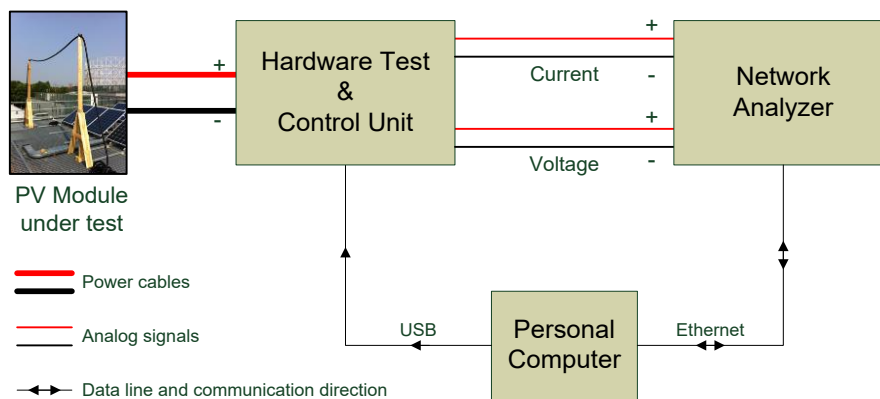 +
-
Hardware Test
&
Control Unit
+
Current
-
+
Voltage
-
Network
Analyzer
PV Module
under test
Power cables
Analog signals
Data line and communication direction
USB
Personal
Computer
Ethernet